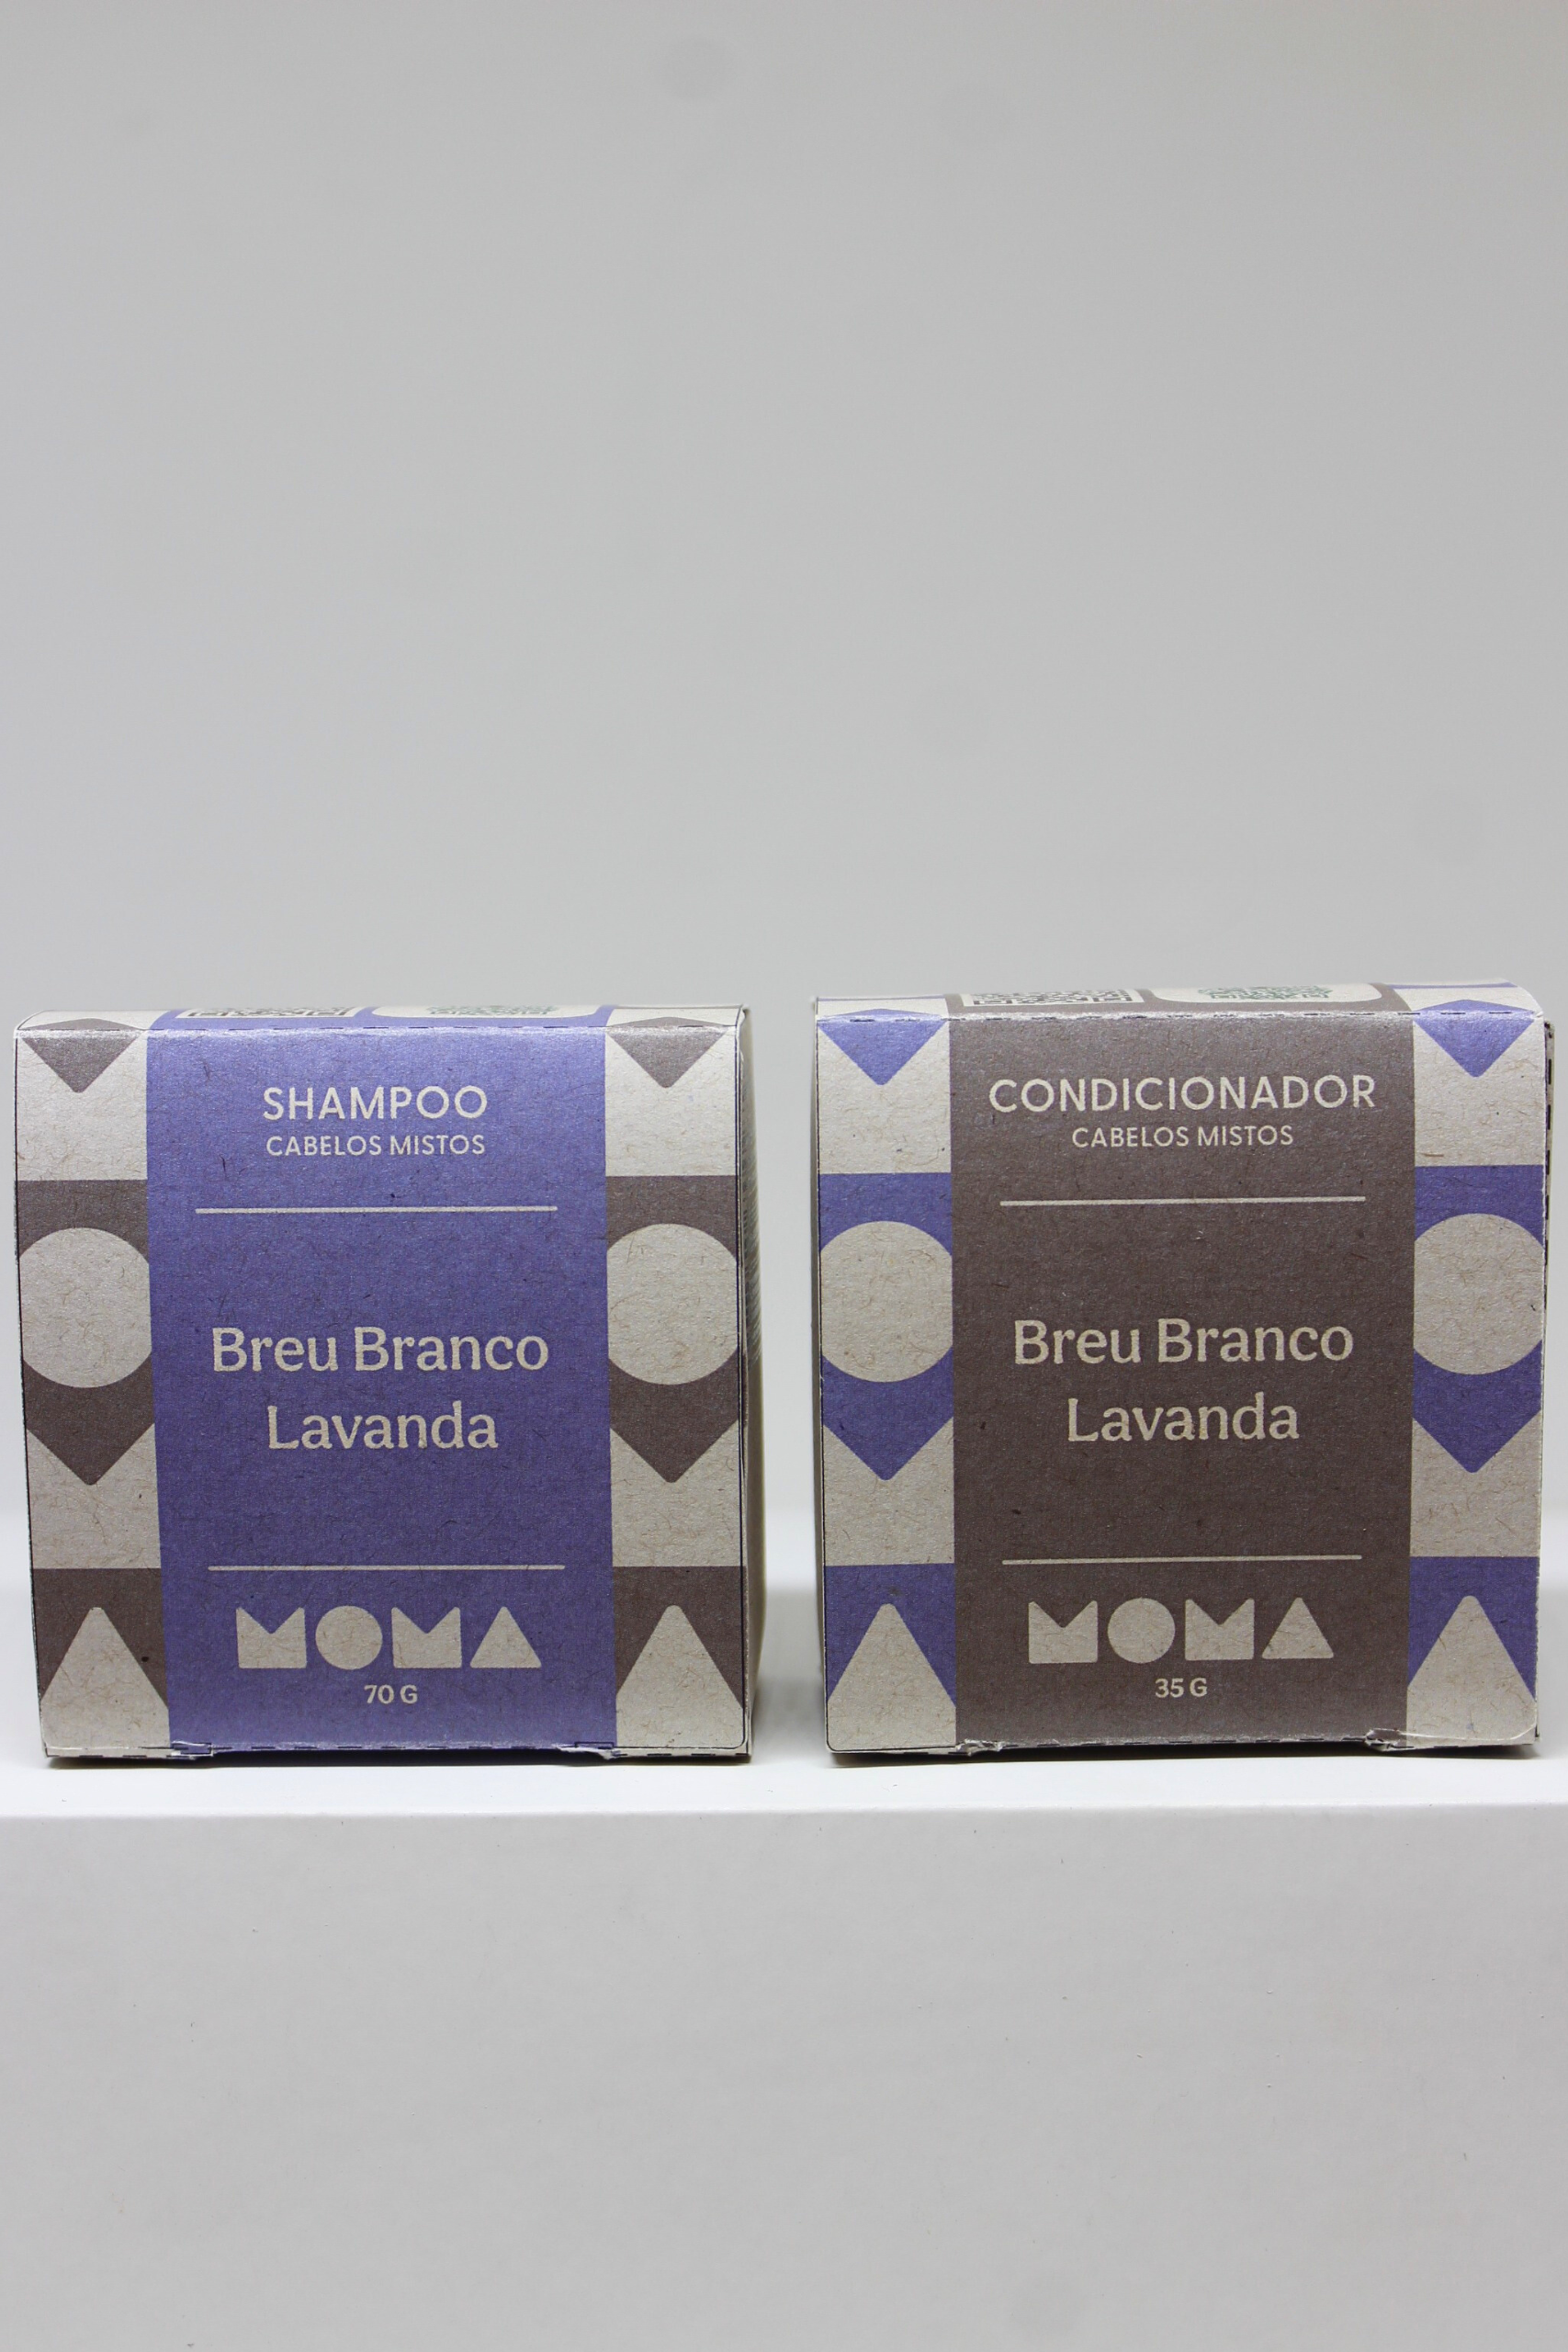 SHAMPOO
CABELOS MISTOS
Breu Branco
Lavanda
MOMA
70 G
CONDICIONADOR
CABELOS MISTOS
Breu Branco
Lavanda
MOMA
35 G